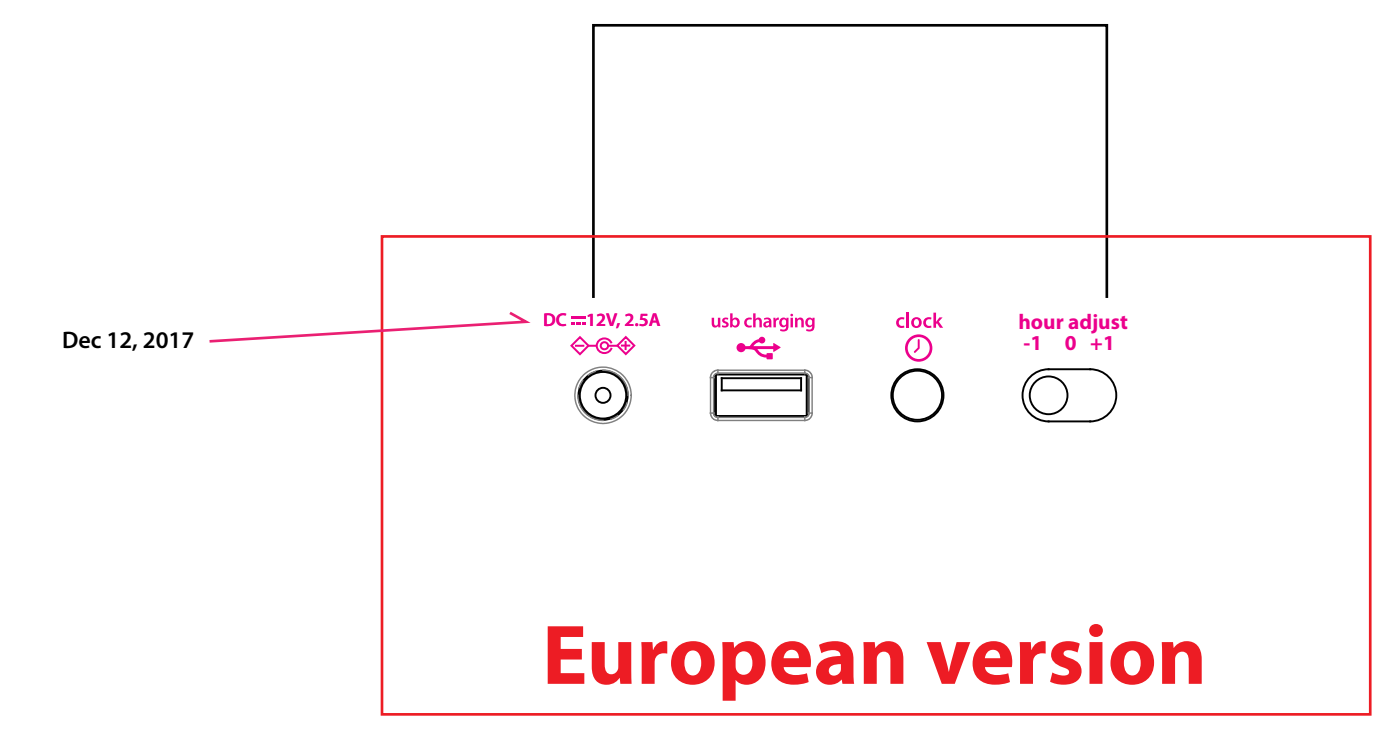 DC ⎓12V, 2.5A
usb charging
clock
hour adjust
-1 0 +1
Dec 12, 2017
European version